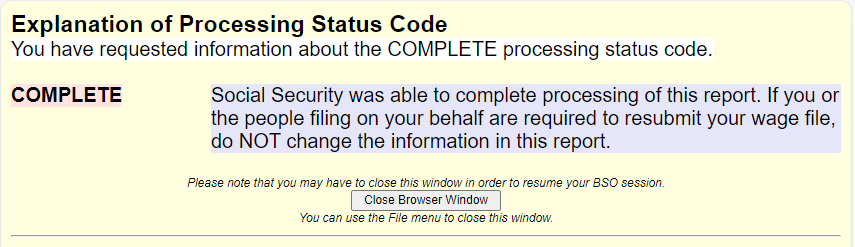 Explanation of Processing Status Code
You have requested information about the COMPLETE processing status code.
COMPLETE Social Security was able to complete processing of this report. If you or
the people filing on your behalf are required to resubmit your wage file,
do NOT change the information in this report.
Please note that you may have to close this window in order to resume your BSO session.
Close Browser Window
You can use the File menu to close this window.